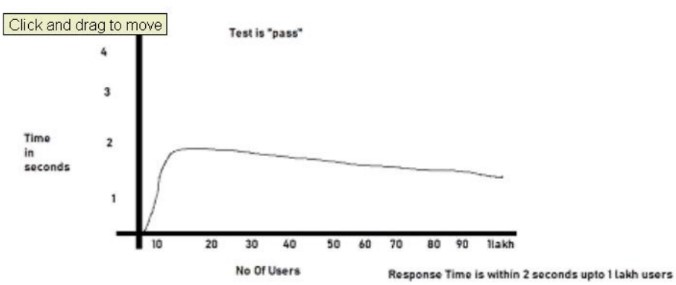 Click and drag to move
Test is "pass"
4
3
2
1
Time
in
seconds
10 20 30 40 50 60 70 80 90 1lakh
No Of Users
Response Time is within 2 seconds upto 1 lakh users